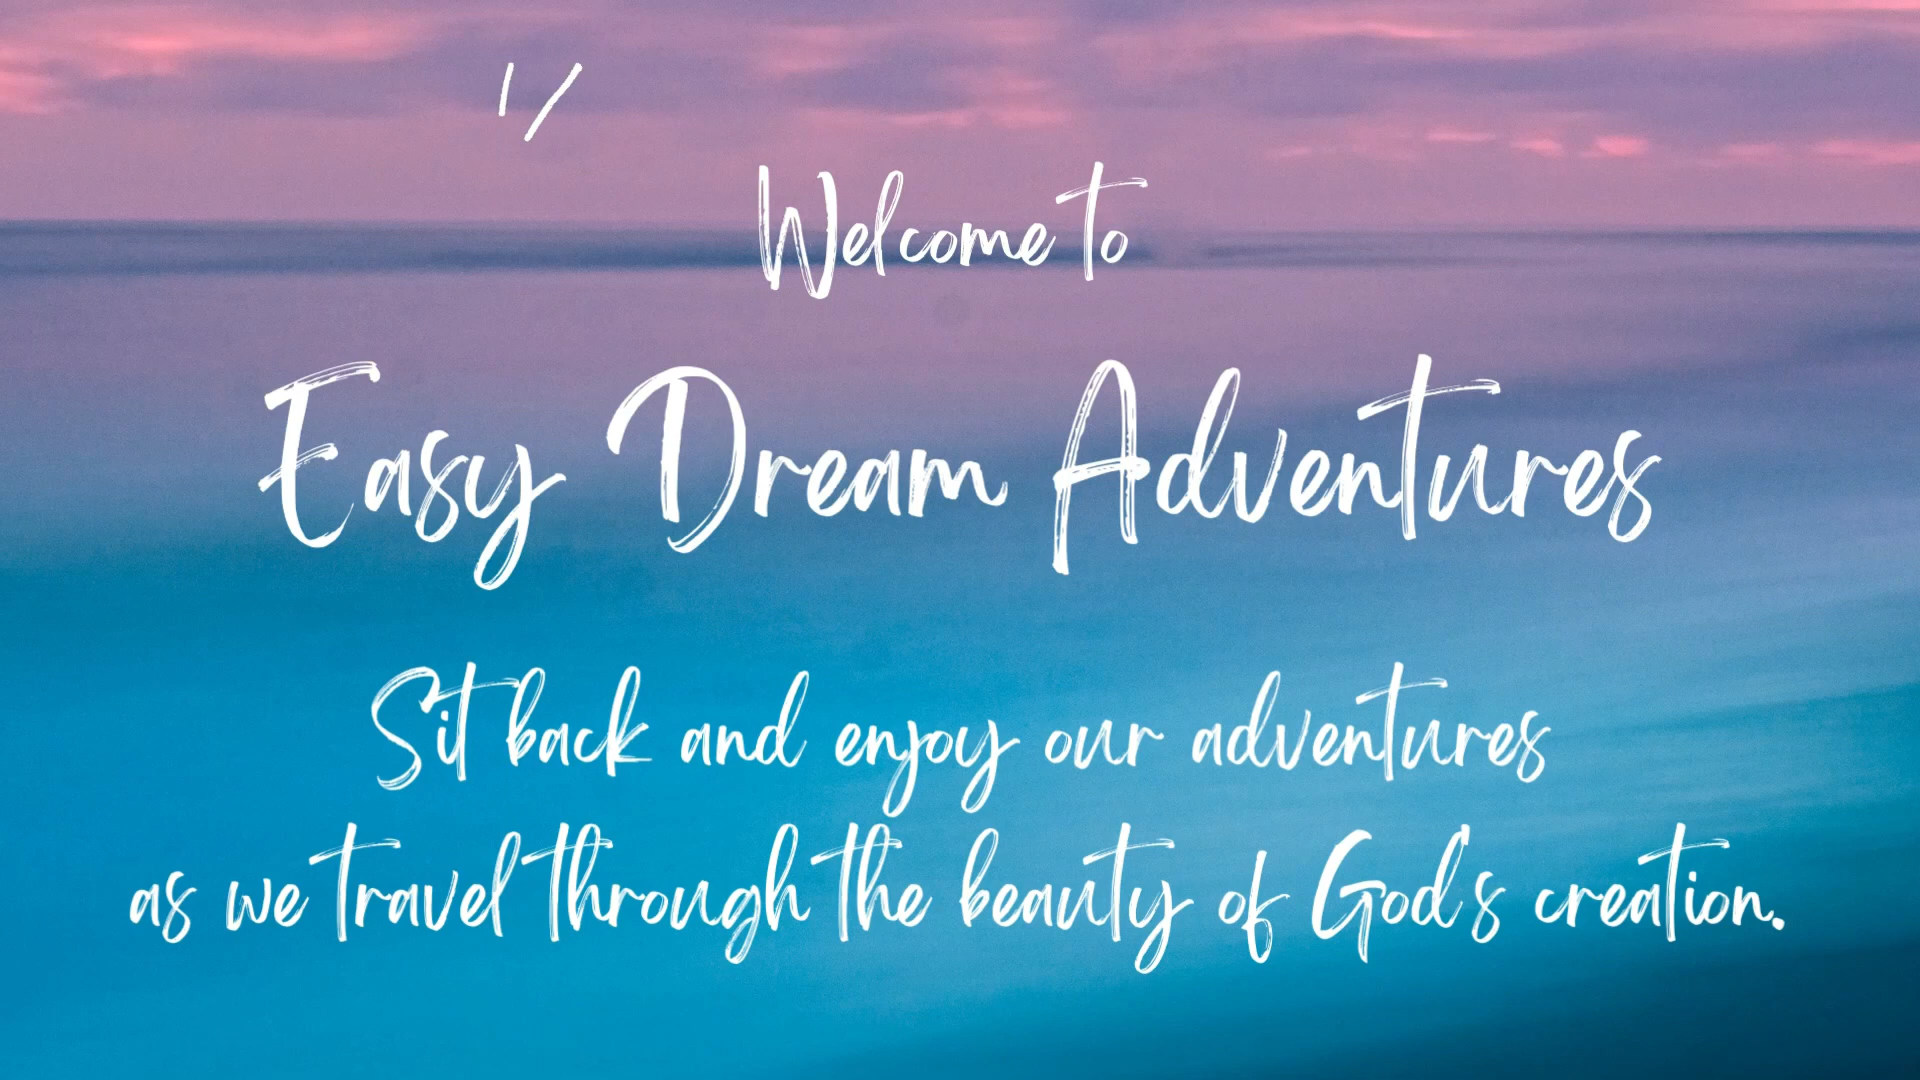 1/
Welcome to
Easy Dream Adventures
Sit back and enjoy our adventures
as we travel through the beauty of God's creation.